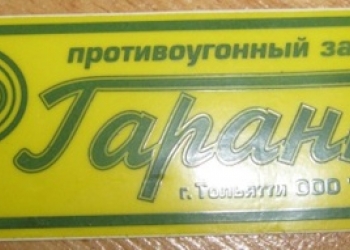 противоугонный за
Гаран
г. Тольятти ООО